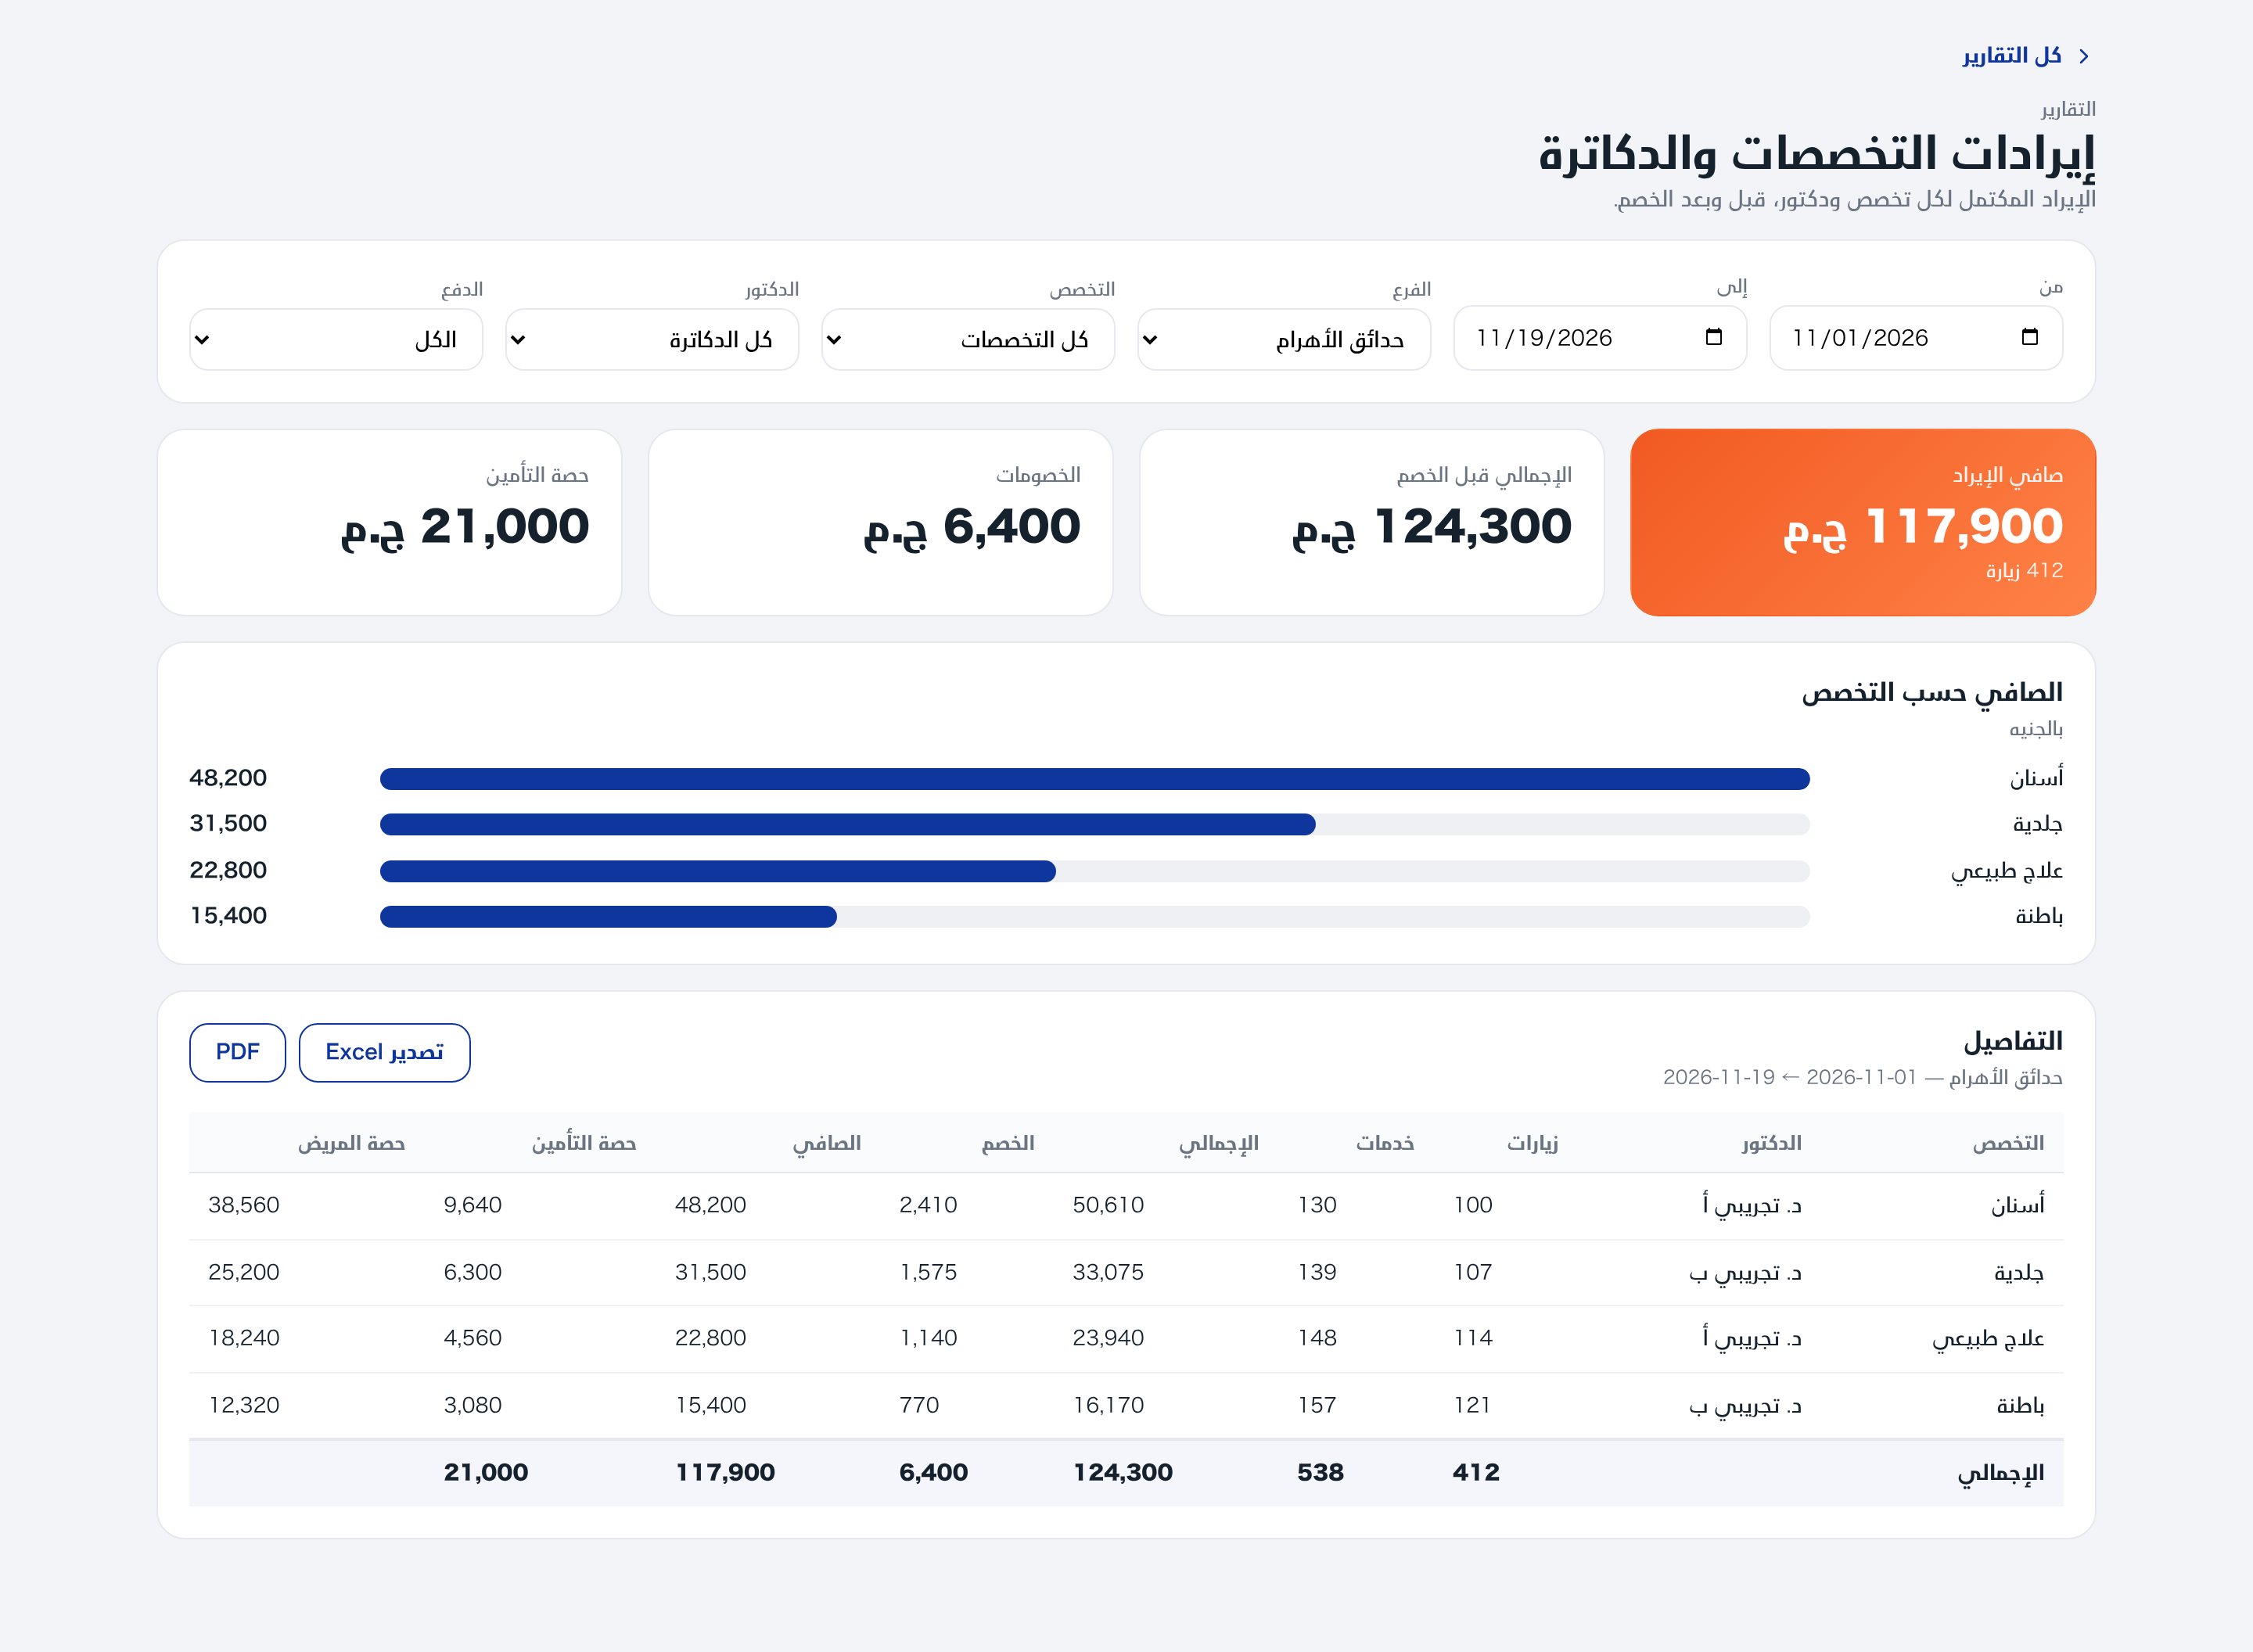 كل التقارير
التقارير
إيرادات التخصصات والدكاترة
الإيراد المكتمل لكل تخصص ودكتور، قبل وبعد الخصم.
من إلى الفرع التخصص الدكتور الدفع
11/01/2026 11/19/2026 حدائق الأهرام كل التخصصات كل الدكاترة الكل
صافي الإيراد الإجمالي قبل الخصم الخصومات حصة التأمين
117,900 ج.م 124,300 ج.م 6,400 ج.م 21,000 ج.م
412 زيارة
الصافي حسب التخصص
بالجنيه
أسنان 48,200
جلدية 31,500
علاج طبيعي 22,800
باطنة 15,400
التفاصيل تصدير Excel PDF
حدائق الأهرام — 2026-11-01 ← 2026-11-19
التخصص الدكتور زيارات خدمات الإجمالي الخصم الصافي حصة التأمين حصة المريض
أسنان د. تجريبي أ 100 130 50,610 2,410 48,200 9,640 38,560
جلدية د. تجريبي ب 107 139 33,075 1,575 31,500 6,300 25,200
علاج طبيعي د. تجريبي أ 114 148 23,940 1,140 22,800 4,560 18,240
باطنة د. تجريبي ب 121 157 16,170 770 15,400 3,080 12,320
الإجمالي 412 538 124,300 6,400 117,900 21,000